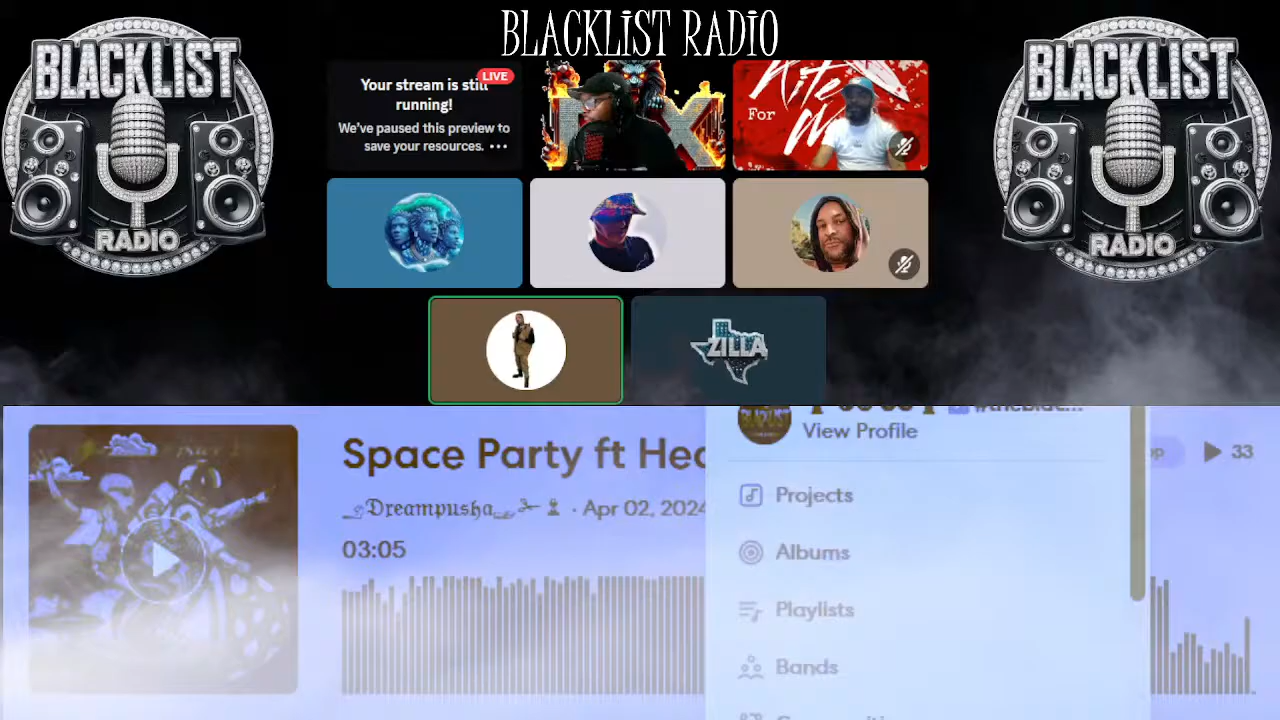 BLACKLIST RADIO
BLACKLIST
RADIO
BLACKLIST
RADIO
Your stream is still
running!
LIVE
We've paused this preview to
save your resources.
For
ZILLA
Space Party ft
Dreampusha
· Apr 02, 2024
03:05
View Profile
33
Projects
Albums
Playlists
Bands